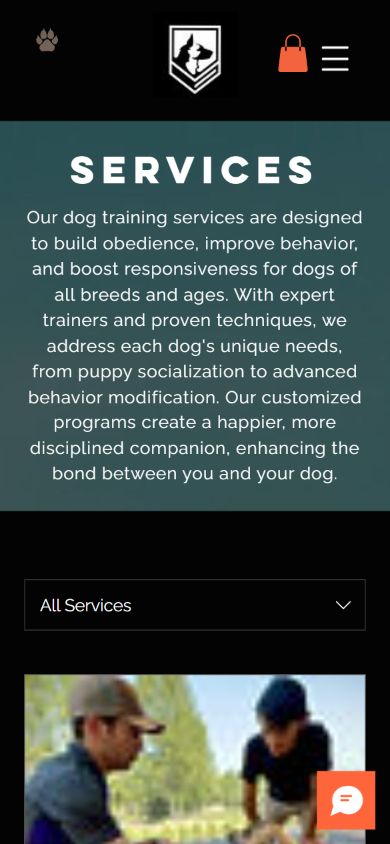 SERVICES
Our dog training services are designed
to build obedience, improve behavior,
and boost responsiveness for dogs of
all breeds and ages. With expert
trainers and proven techniques, we
address each dog's unique needs,
from puppy socialization to advanced
behavior modification. Our customized
programs create a happier, more
disciplined companion, enhancing the
bond between you and your dog.
All Services